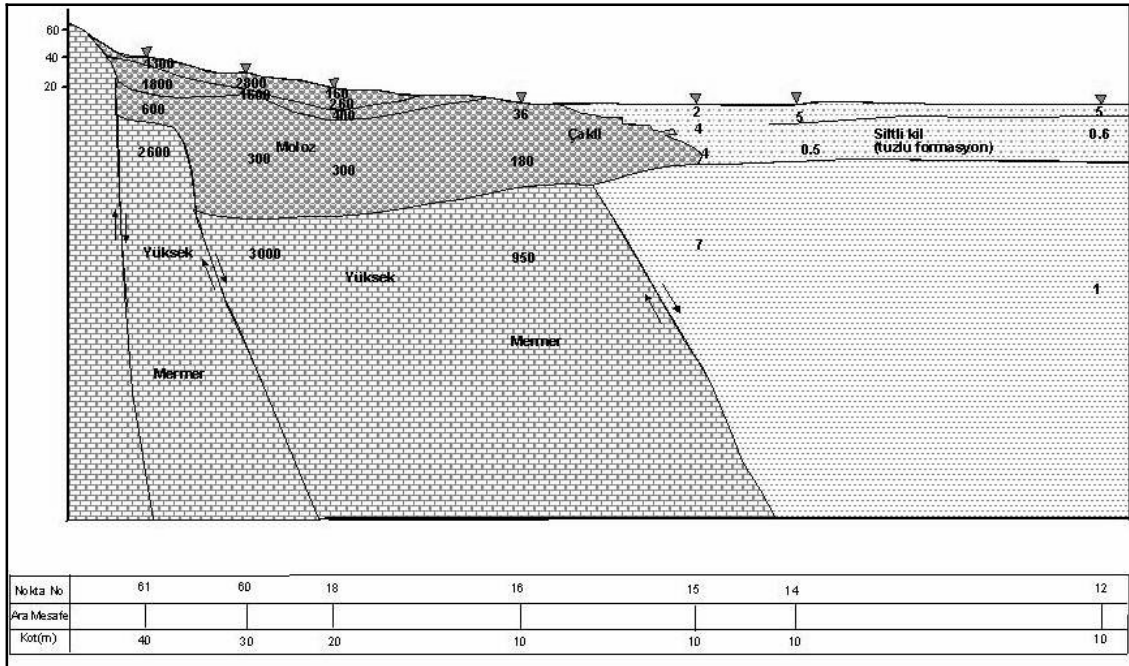 60
40
20
4300
1800
600
2600
2800
1600
300
160
260
400
Moloz
300
36
Çakıl
180
2
4
4
5
0.5
Siltli kil
(tuzlu formasyon)
5
0.6
7
1
Yüksek
3000
Yüksek
950
Mermer
Mermer
Nokta No 61 60 18 16 15 14 12
Ara Mesafe
Kot(m) 40 30 20 10 10 10 10